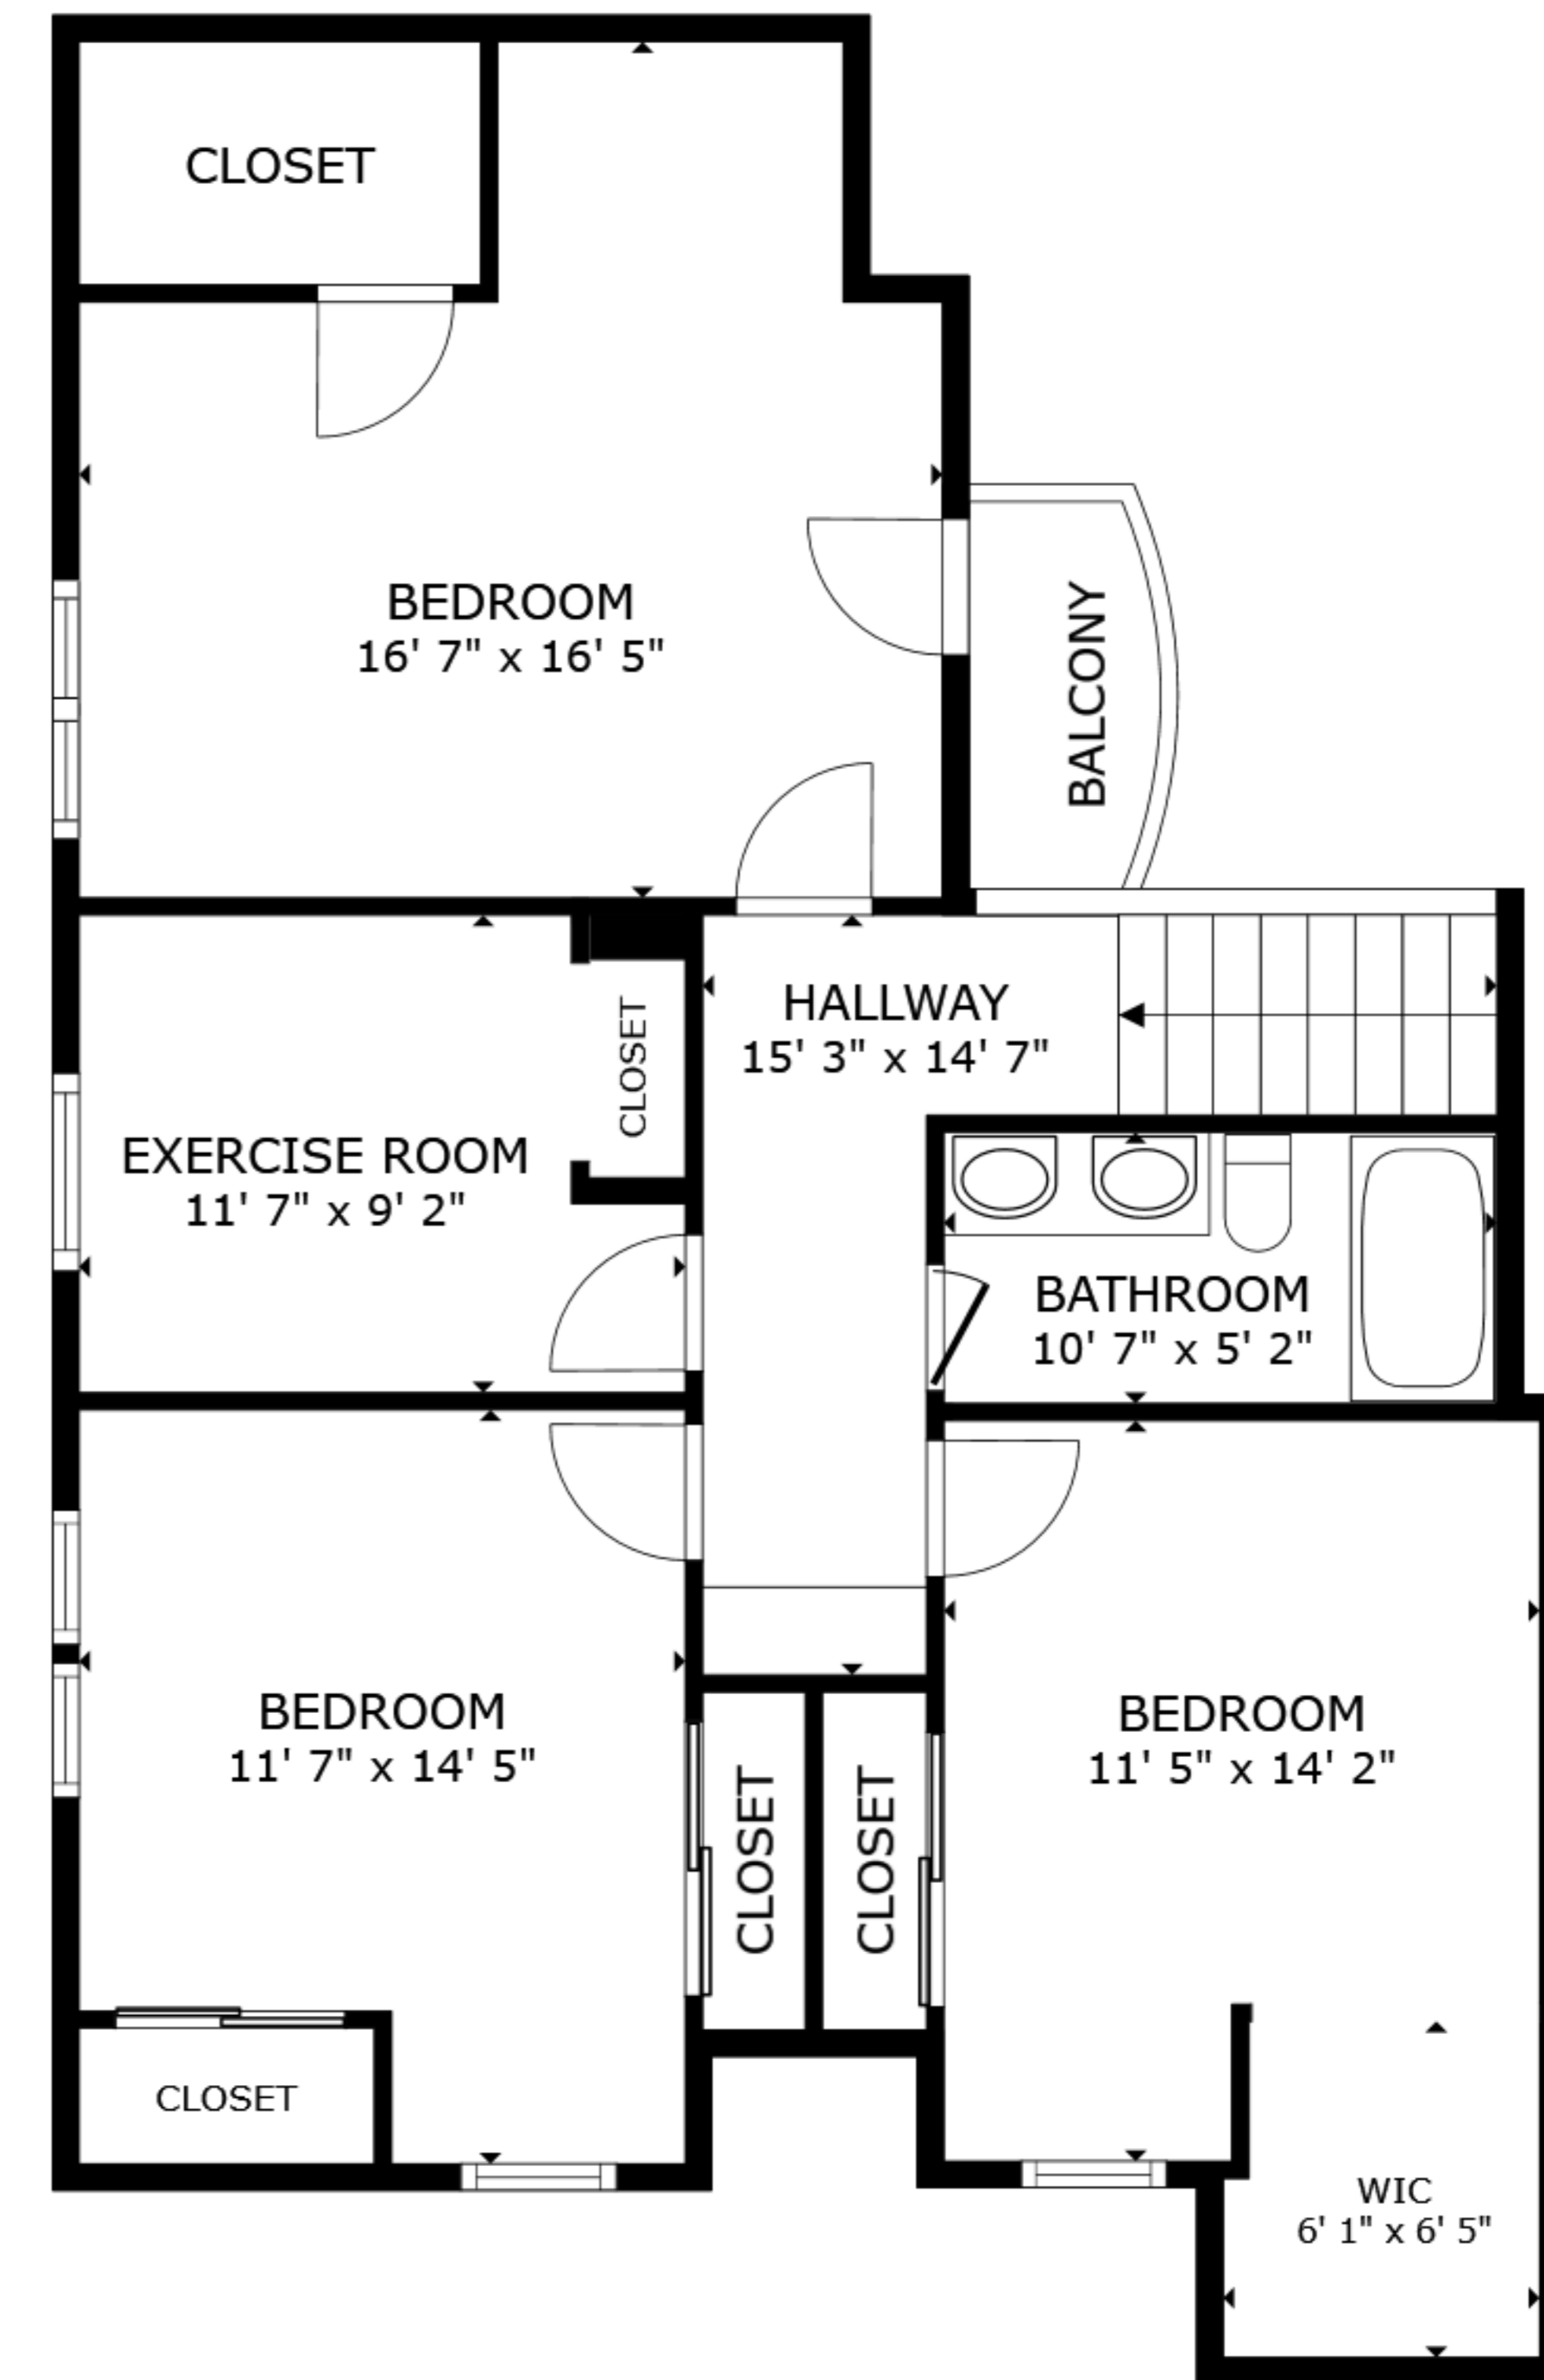 CLOSET
BEDROOM
16' 7" x 16' 5"
BALCONY
HALLWAY
15' 3" x 14' 7"
CLOSET
EXERCISE ROOM
11' 7" x 9' 2"
BATHROOM
10' 7" x 5' 2"
BEDROOM
11' 7" x 14' 5"
CLOSET
CLOSET
BEDROOM
11' 5" x 14' 2"
CLOSET
WIC
6' 1" x 6' 5"